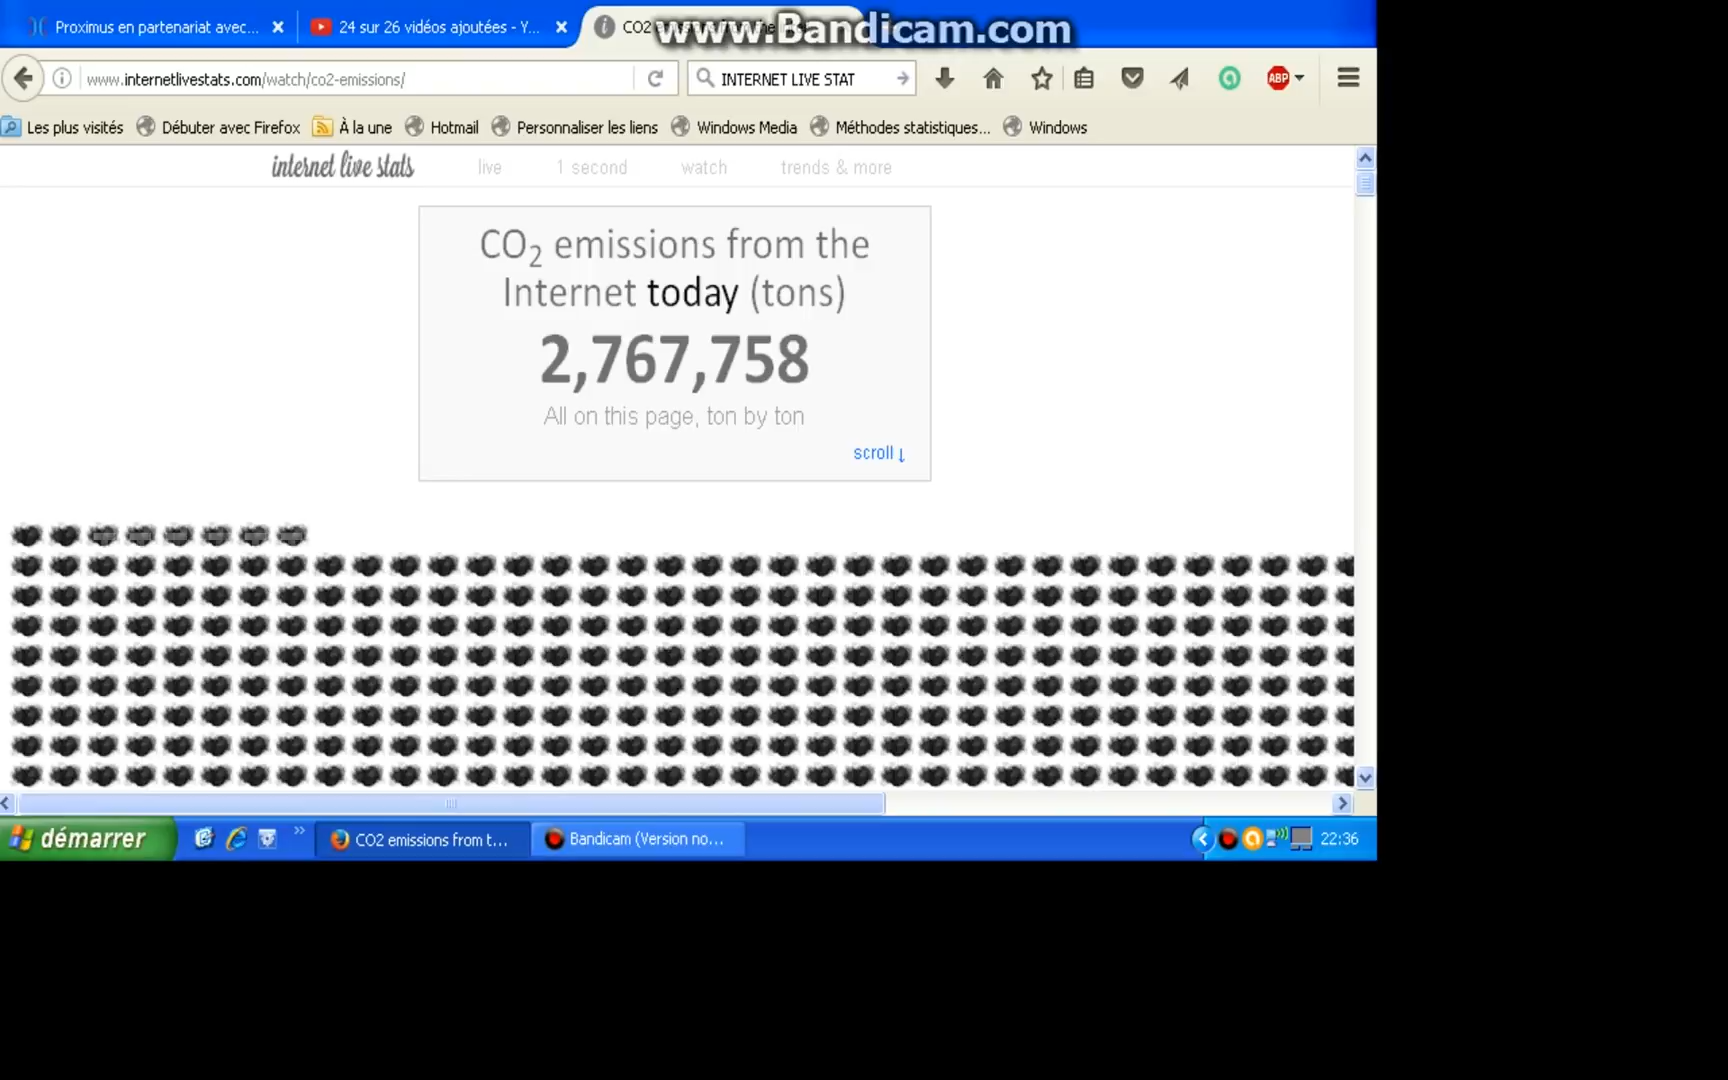 Proximus en partenariat avec...
24 sur 26 vidéos ajoutées - Y...
www.Bandicam.com
www.internetlivestats.com/watch/co2-emissions/
INTERNET LIVE STAT
ABP
Les plus visités
Débuter avec Firefox
À la une
Hotmail
Personnaliser les liens
Windows Media
Méthodes statistiques...
Windows
internet live stats
live
1 second
watch
trends & more
CO2 emissions from the
Internet today (tons)
2,767,758
All on this page, ton by ton
scroll ↓
démarrer
CO2 emissions from t...
Bandicam (Version no...
22:36